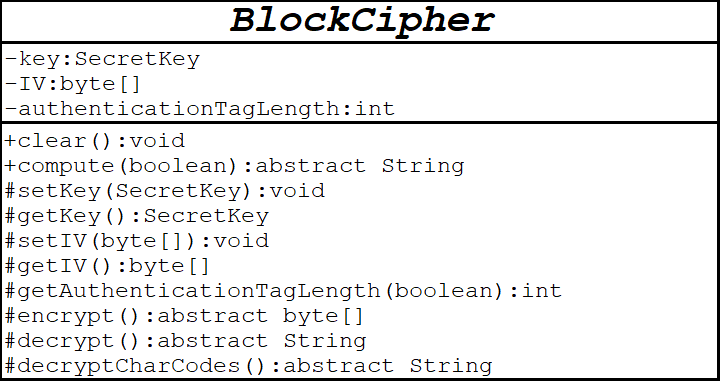 BlockCipher
-key:SecretKey
-IV:byte[]
-authenticationTagLength:int
+clear():void
+compute(boolean):abstract String
#setKey(SecretKey):void
#getKey():SecretKey
#setIV(byte[]):void
#getIV():byte[]
#getAuthenticationTagLength(boolean):int
#encrypt():abstract byte[]
#decrypt():abstract String
#decryptCharCodes():abstract String